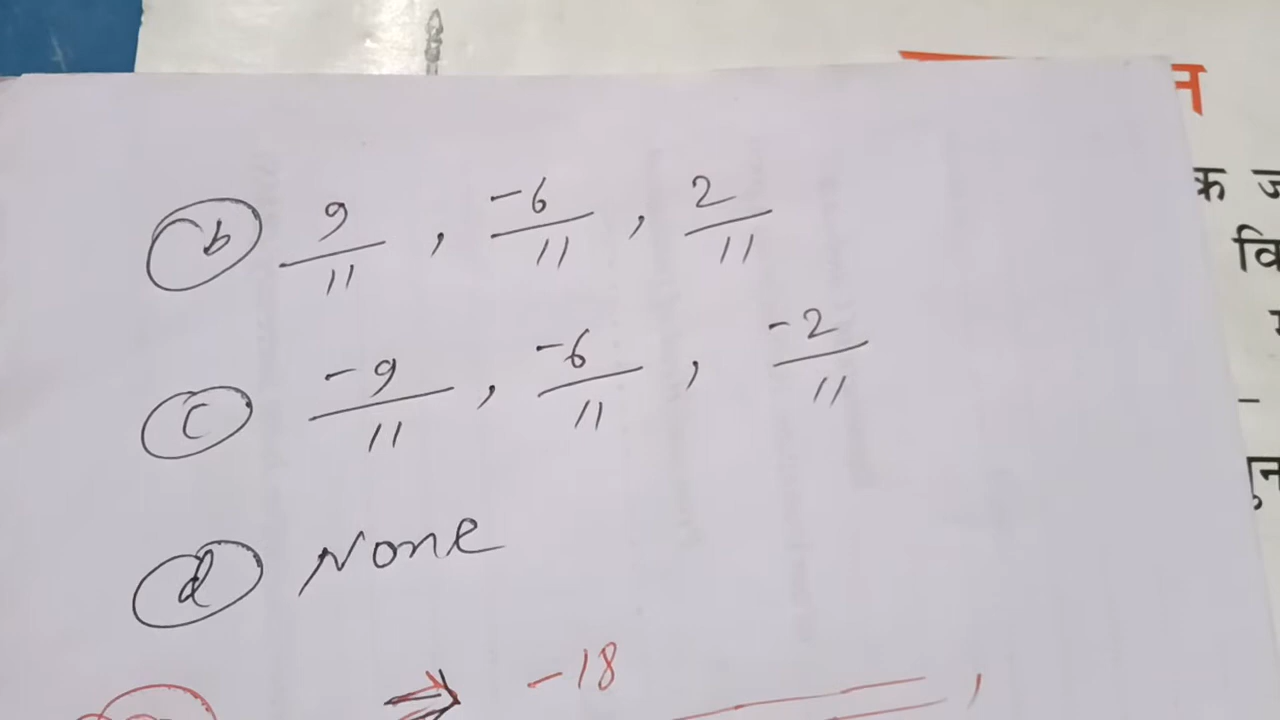 न
क ज
वि
(b) 9/11 , -6/11 , 2/11
(c) -9/11 , -6/11 , -2/11
(d) None
⇒ -18 ,